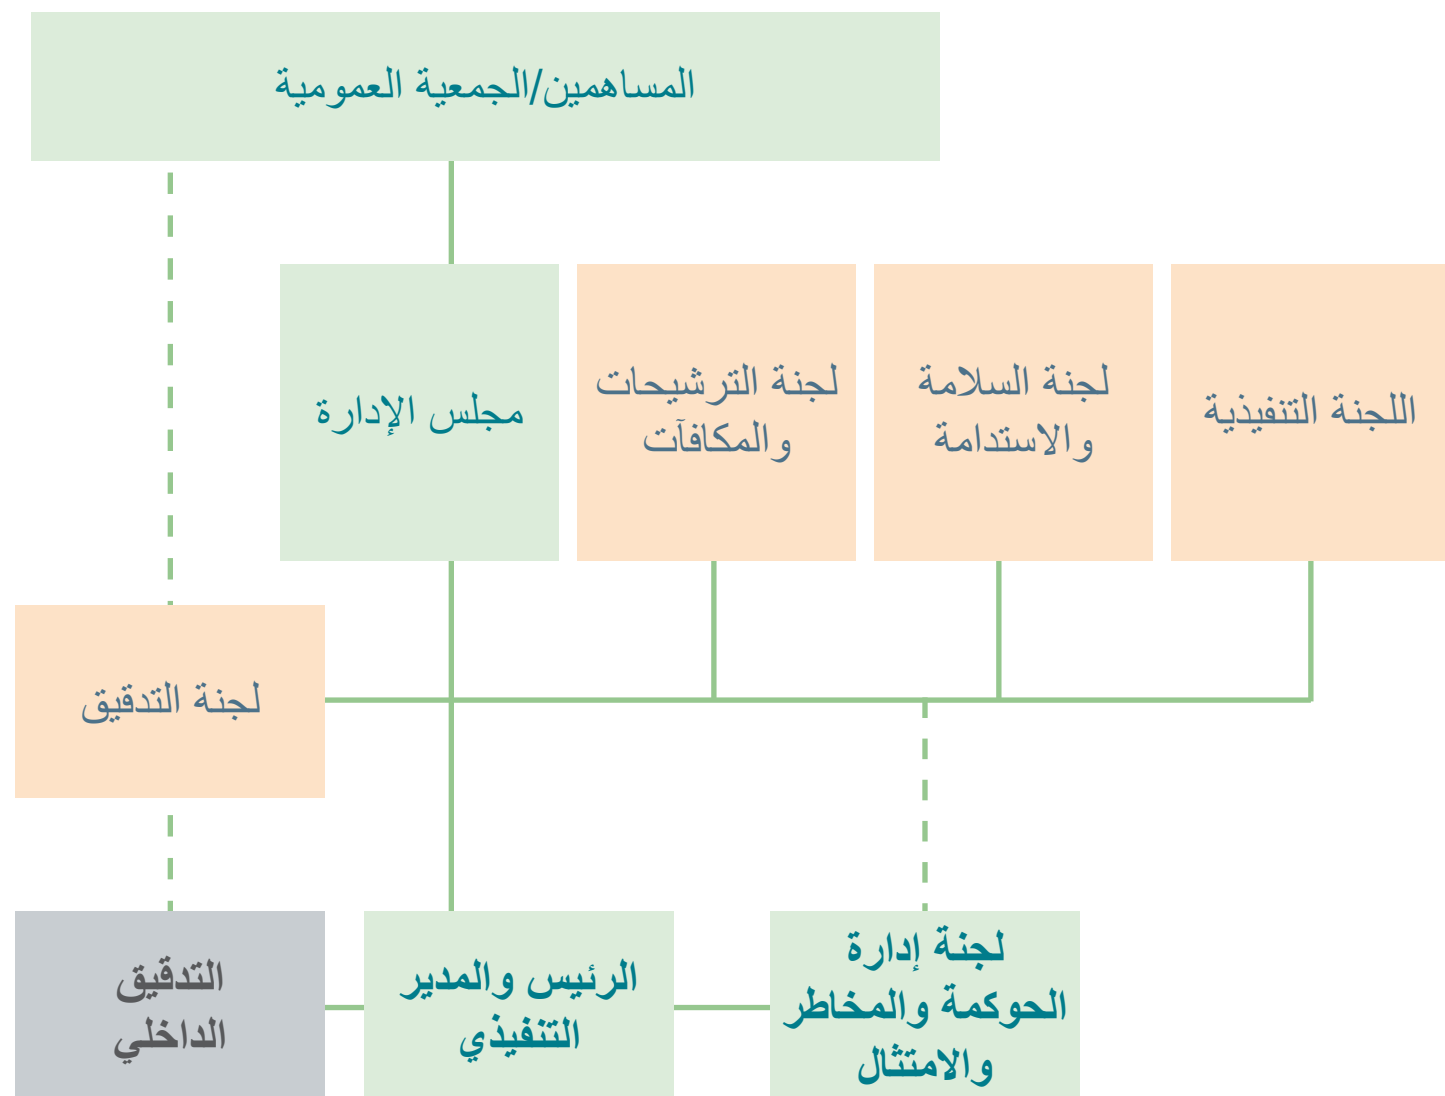 المساهمين/الجمعية العمومية
اللجنة التنفيذية
لجنة السلامة
والاستدامة
لجنة الترشيحات
والمكافآت
مجلس الإدارة
لجنة التدقيق
لجنة إدارة
الحوكمة والمخاطر
والامتثال
الرئيس والمدير
التنفيذي
التدقيق
الداخلي